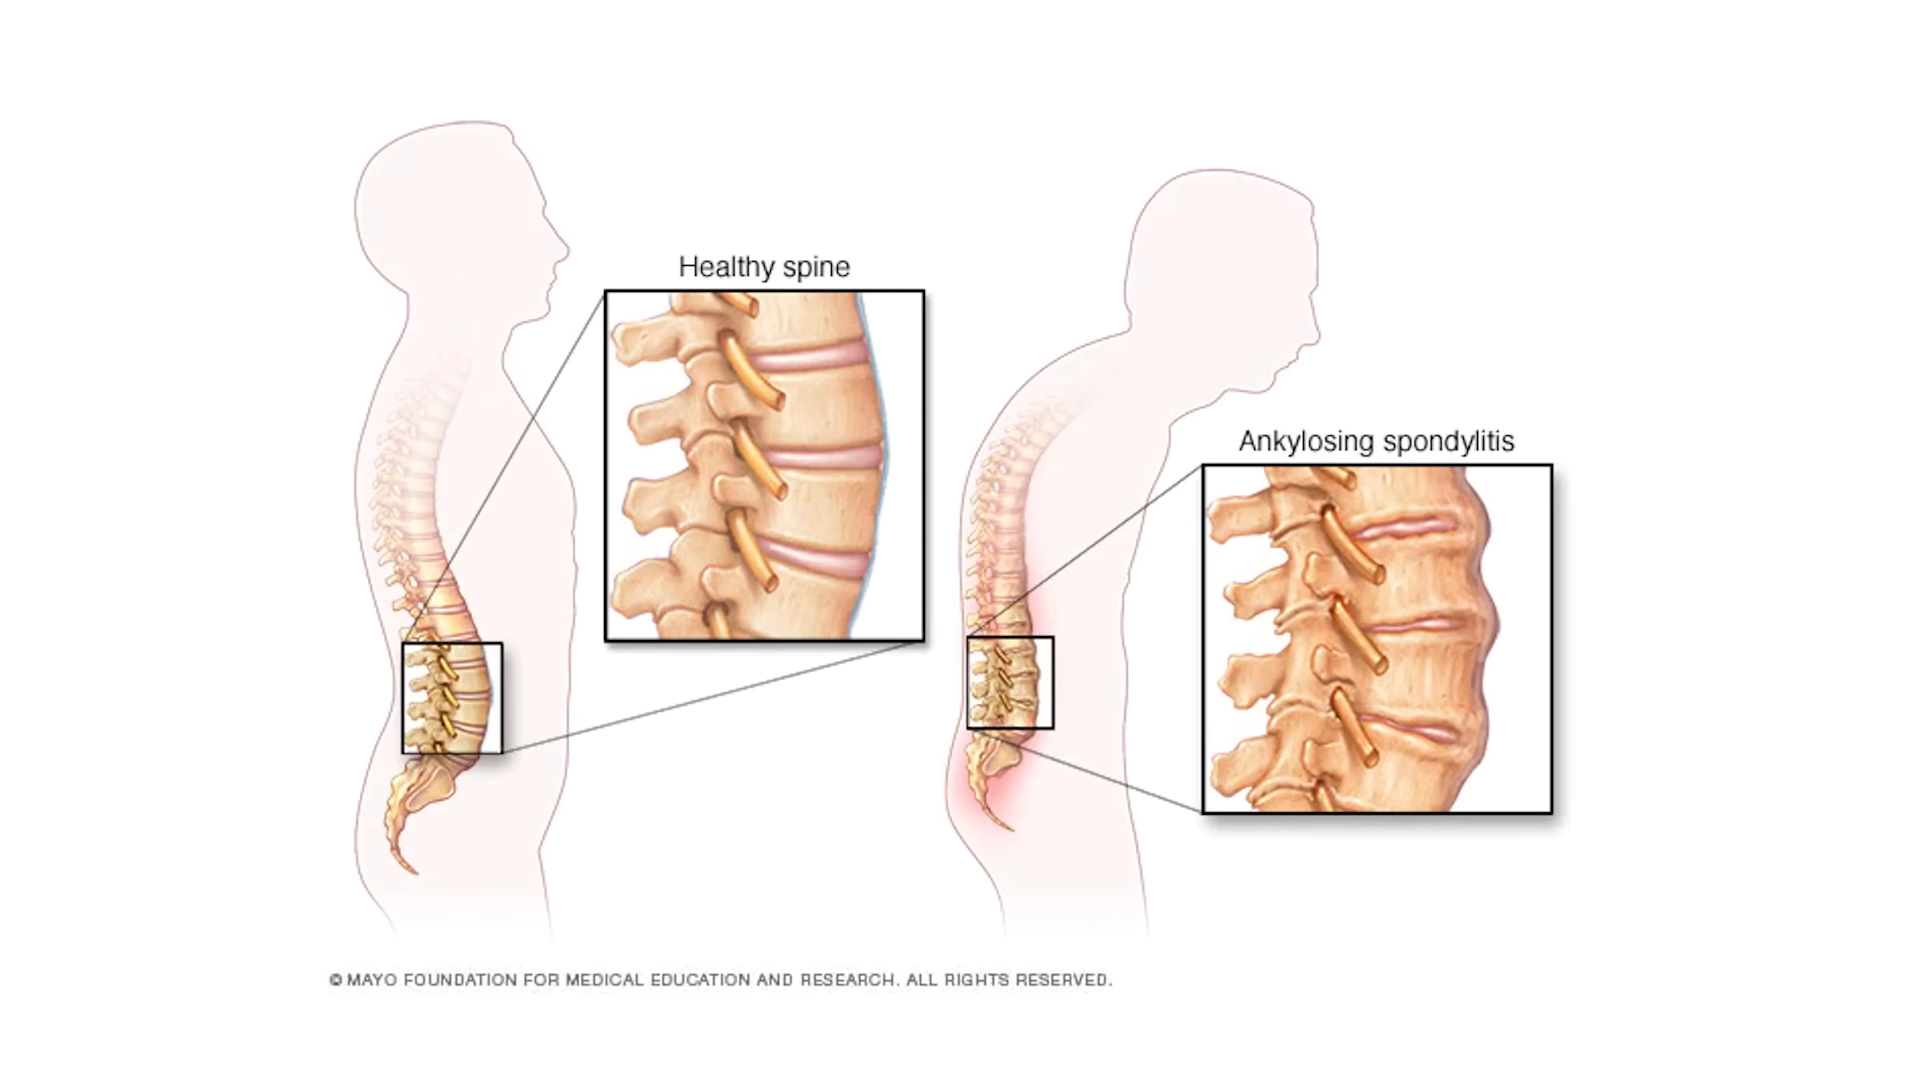 Healthy spine
Ankylosing spondylitis
© MAYO FOUNDATION FOR MEDICAL EDUCATION AND RESEARCH. ALL RIGHTS RESERVED.